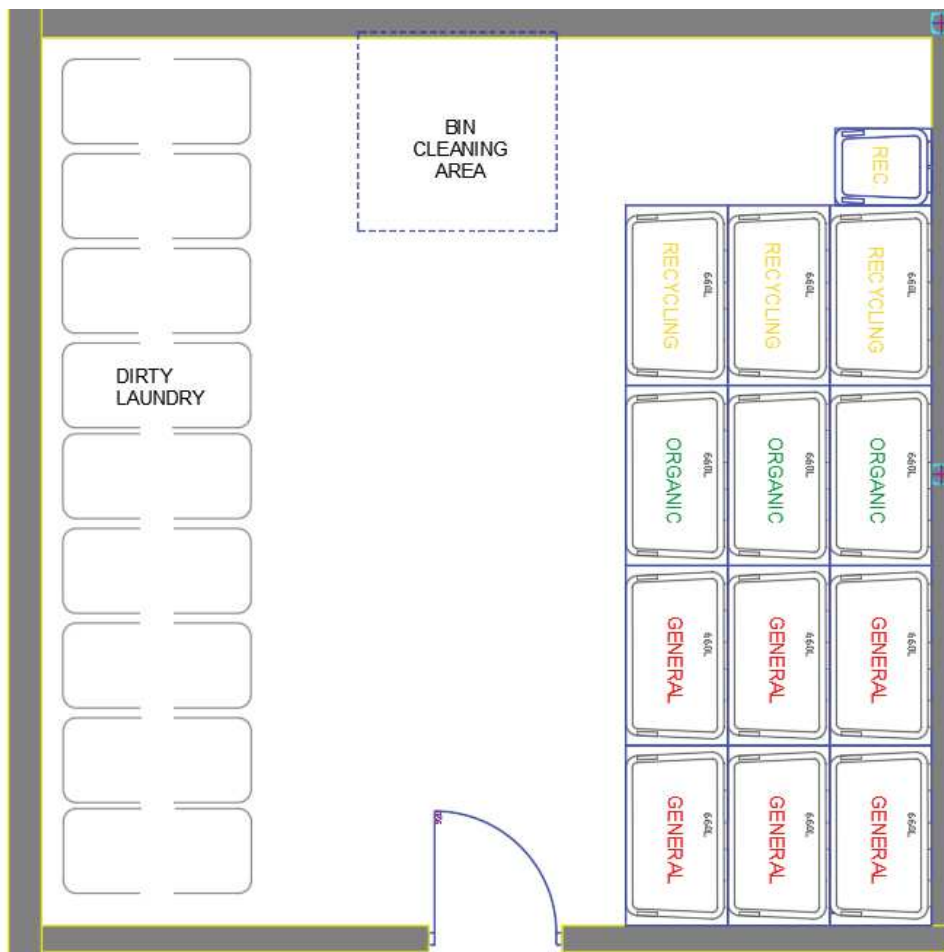 BIN
CLEANING
AREA
REC
RECYCLING 660L
RECYCLING 660L
RECYCLING 660L
DIRTY
LAUNDRY
ORGANIC 660L
ORGANIC 660L
ORGANIC 660L
GENERAL 660L
GENERAL 660L
GENERAL 660L
GENERAL 660L
GENERAL 660L
GENERAL 660L